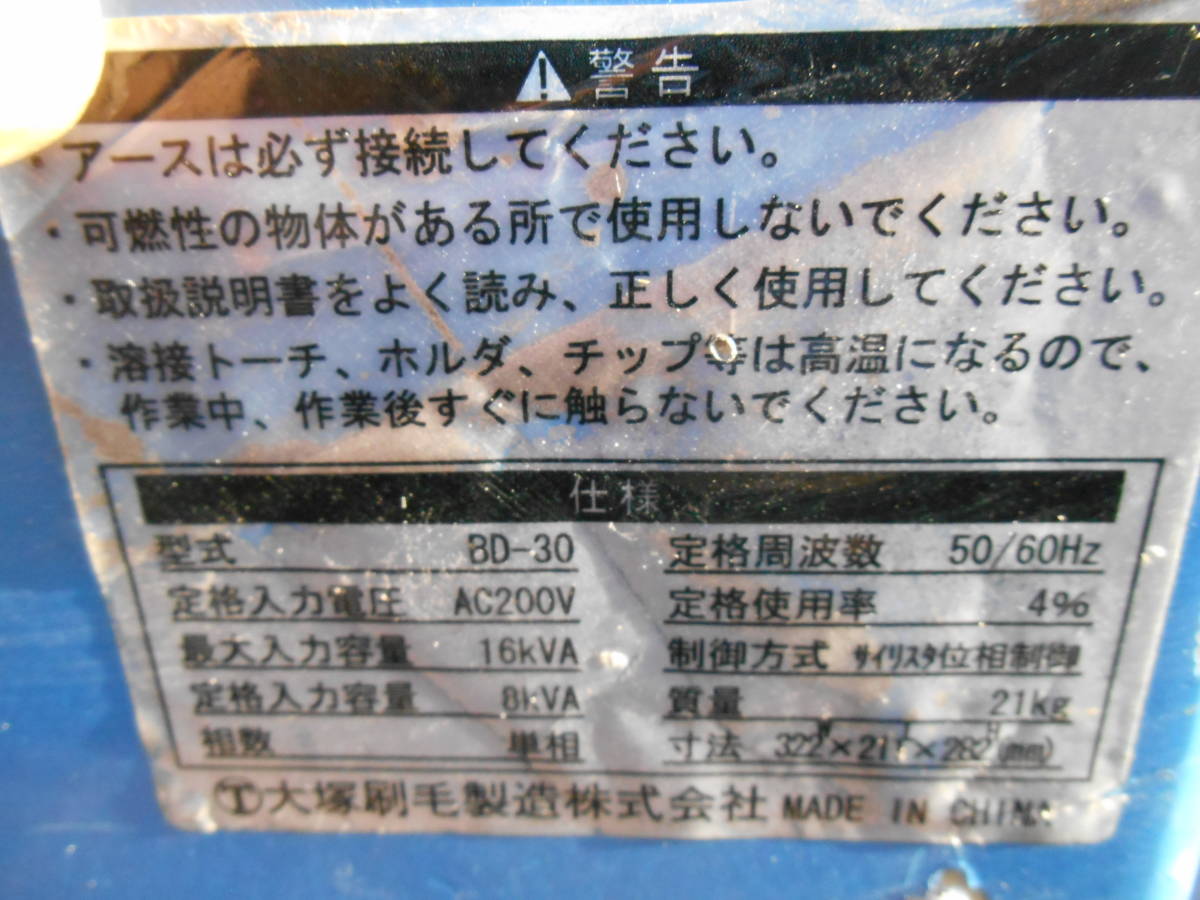 警告
・アースは必ず接続してください。
・可燃性の物体がある所で使用しないでください。
・取扱説明書をよく読み、正しく使用してください。
・溶接トーチ、ホルダ、チップ等は高温になるので、
作業中、作業後すぐに触らないでください。
仕様
型式 BD-30 定格周波数 50/60Hz
定格入力電圧 AC200V 定格使用率 4%
最大入力容量 16kVA 制御方式 ｻｲﾘｽﾀ位相制御
定格入力容量 8kVA 質量 21kg
相数 単相 寸法 322×211×282(mm)
大塚刷毛製造株式会社 MADE IN CHINA